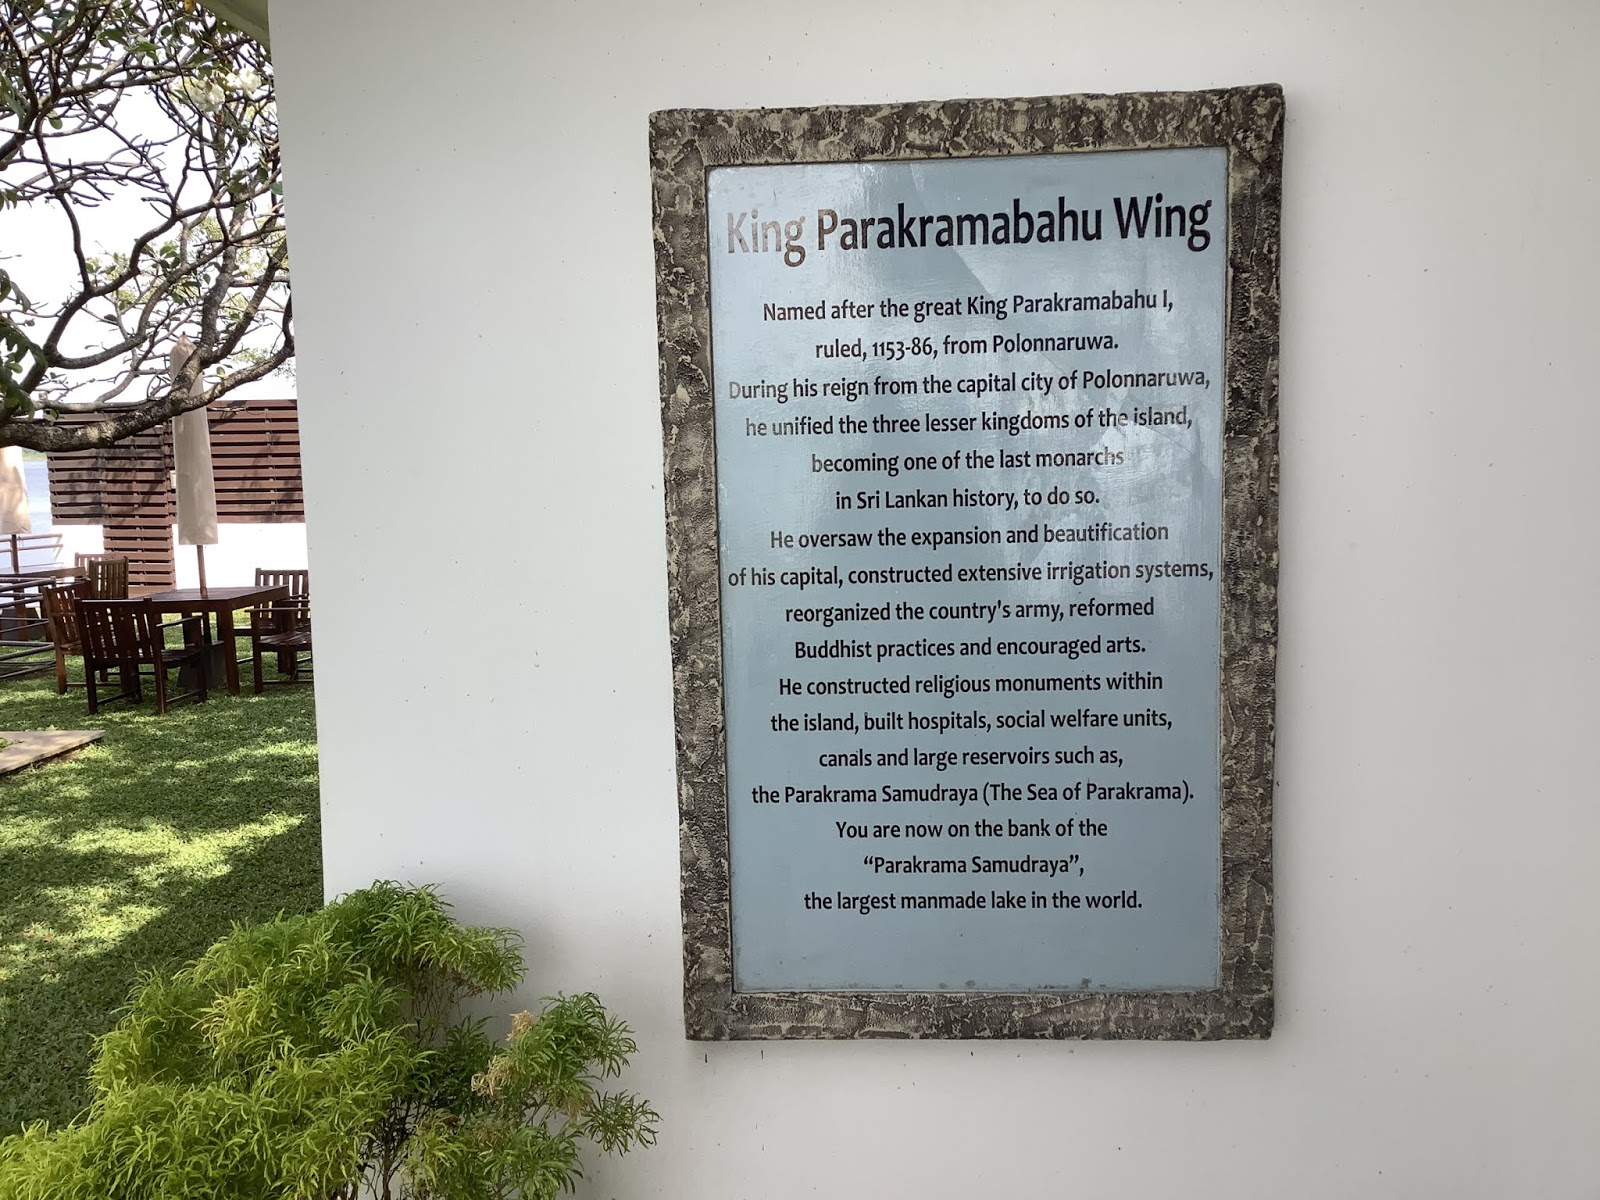 King Parakramabahu Wing
Named after the great King Parakramabahu I,
ruled, 1153-86, from Polonnaruwa.
During his reign from the capital city of Polonnaruwa,
he unified the three lesser kingdoms of the island,
becoming one of the last monarchs
in Sri Lankan history, to do so.
He oversaw the expansion and beautification
of his capital, constructed extensive irrigation systems,
reorganized the country's army, reformed
Buddhist practices and encouraged arts.
He constructed religious monuments within
the island, built hospitals, social welfare units,
canals and large reservoirs such as,
the Parakrama Samudraya (The Sea of Parakrama).
You are now on the bank of the
“Parakrama Samudraya”,
the largest manmade lake in the world.